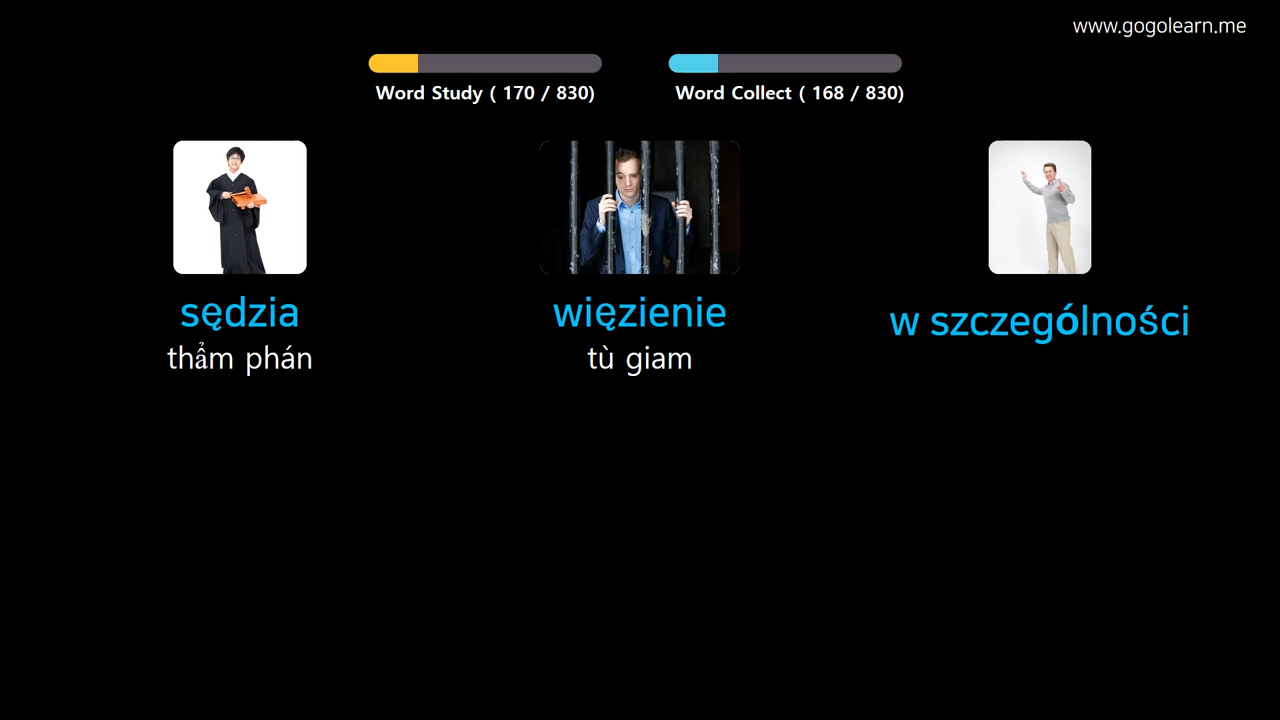 www.gogolearn.me
Word Study ( 170 / 830)
Word Collect ( 168 / 830)
sędzia
thẩm phán
więzienie
tù giam
w szczególności